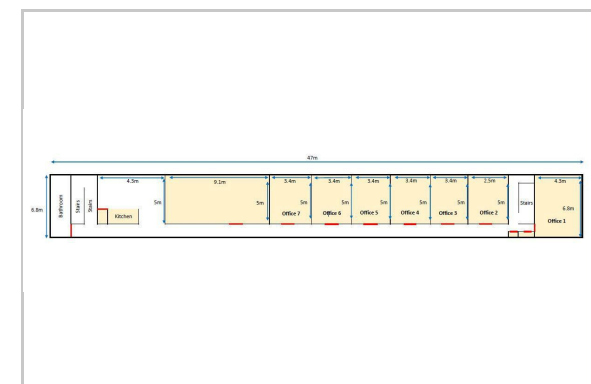 47m
4.5m
9.1m
3.4m
3.4m
3.4m
3.4m
3.4m
2.5m
4.3m
6.8m
Bathroom
Stairs
Stairs
Kitchen
5m
5m
Office 7
5m
Office 6
5m
Office 5
5m
Office 4
5m
Office 3
5m
Office 2
5m
Stairs
Office 1
6.8m